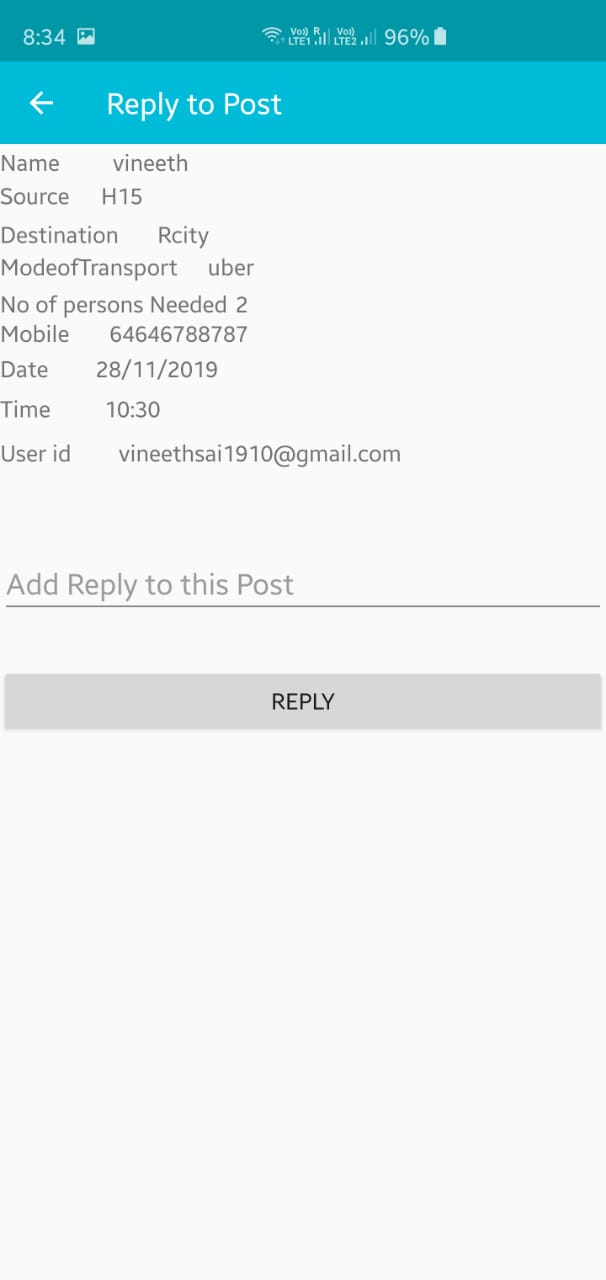 8:34 Vo)) R Vo)) 96%
LTE1 LTE2
Reply to Post
Name vineeth
Source H15
Destination Rcity
ModeofTransport uber
No of persons Needed 2
Mobile 64646788787
Date 28/11/2019
Time 10:30
User id vineethsai1910@gmail.com
Add Reply to this Post
REPLY